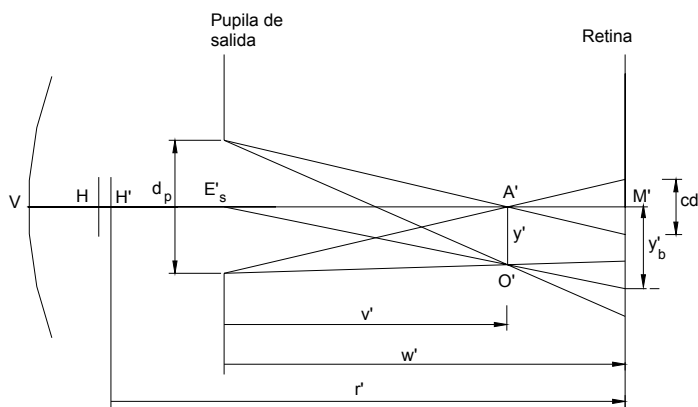 Pupila de
salida
Retina
V
H
H'
d p
E's
A'
M'
cd
y'
y'b
O'
v'
w'
r'